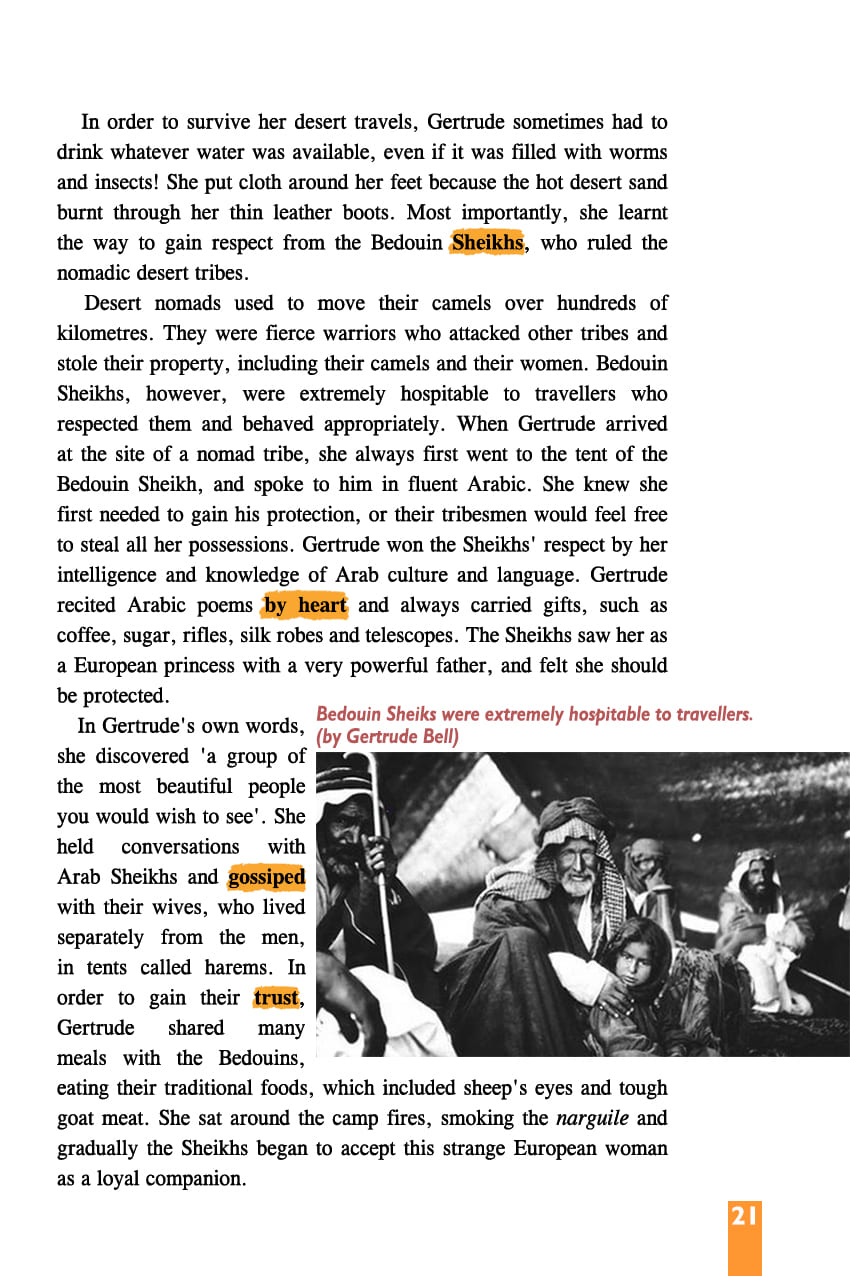 In order to survive her desert travels, Gertrude sometimes had to
drink whatever water was available, even if it was filled with worms
and insects! She put cloth around her feet because the hot desert sand
burnt through her thin leather boots. Most importantly, she learnt
the way to gain respect from the Bedouin Sheikhs, who ruled the
nomadic desert tribes.
Desert nomads used to move their camels over hundreds of
kilometres. They were fierce warriors who attacked other tribes and
stole their property, including their camels and their women. Bedouin
Sheikhs, however, were extremely hospitable to travellers who
respected them and behaved appropriately. When Gertrude arrived
at the site of a nomad tribe, she always first went to the tent of the
Bedouin Sheikh, and spoke to him in fluent Arabic. She knew she
first needed to gain his protection, or their tribesmen would feel free
to steal all her possessions. Gertrude won the Sheikhs' respect by her
intelligence and knowledge of Arab culture and language. Gertrude
recited Arabic poems by heart and always carried gifts, such as
coffee, sugar, rifles, silk robes and telescopes. The Sheikhs saw her as
a European princess with a very powerful father, and felt she should
be protected.
In Gertrude's own words,
she discovered 'a group of
the most beautiful people
you would wish to see'. She
held conversations with
Arab Sheikhs and gossiped
with their wives, who lived
separately from the men,
in tents called harems. In
order to gain their trust,
Gertrude shared many
meals with the Bedouins,
eating their traditional foods, which included sheep's eyes and tough
goat meat. She sat around the camp fires, smoking the narguile and
gradually the Sheikhs began to accept this strange European woman
as a loyal companion.
Bedouin Sheiks were extremely hospitable to travellers.
(by Gertrude Bell)
21